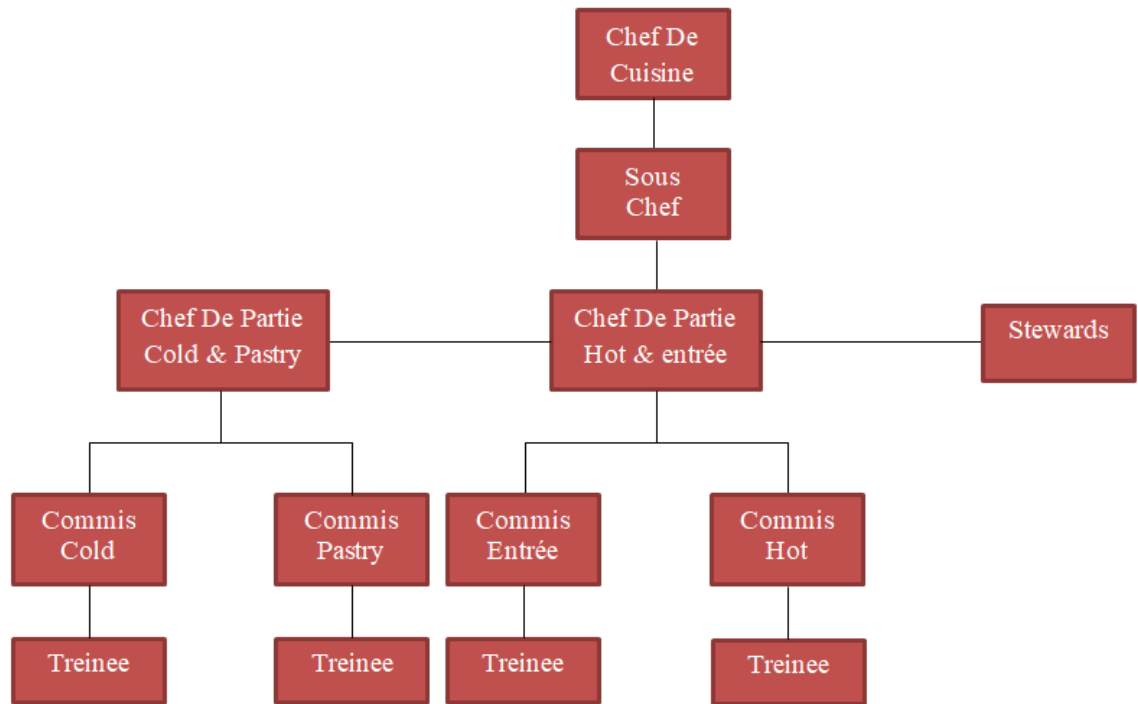 Chef De
Cuisine
Sous
Chef
Chef De Partie
Cold & Pastry
Chef De Partie
Hot & entrée
Stewards
Commis
Cold
Commis
Pastry
Commis
Entrée
Commis
Hot
Treinee
Treinee
Treinee
Treinee